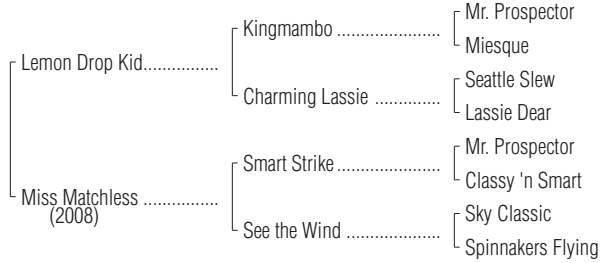 Mr. Prospector
Kingmambo ......................
Miesque
Lemon Drop Kid................
Seattle Slew
Charming Lassie ..............
Lassie Dear
Mr. Prospector
Smart Strike ......................
Classy 'n Smart
Miss Matchless ................
(2008)
Sky Classic
See the Wind ....................
Spinnakers Flying